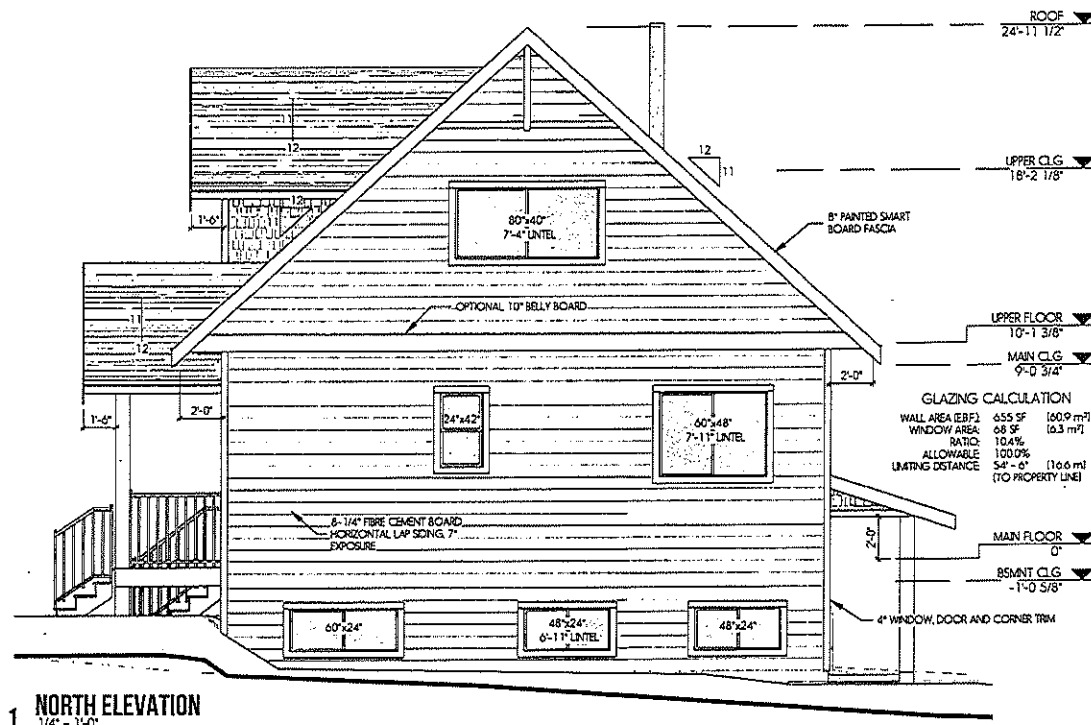 ROOF
24'-11 1/2"
12
11
UPPER CLG
18'-2 1/8"
11
12
12
1'-6"
80"x40"
7'-4" LINTEL
8" PAINTED SMART
BOARD FASCIA
OPTIONAL 10" BELLY BOARD
UPPER FLOOR
10'-1 3/8"
11
12
MAIN CLG
9'-0 3/4"
2'-0"
2'-0"
1'-6"
24"x42"
60"x48"
7'-11" LINTEL
GLAZING CALCULATION
WALL AREA (EBF): 655 SF [60.9 m²]
WINDOW AREA: 68 SF [6.3 m²]
RATIO: 10.4%
ALLOWABLE 100.0%
LIMITING DISTANCE 54' - 6" [16.6 m]
(TO PROPERTY LINE)
8-1/4" FIBRE CEMENT BOARD
HORIZONTAL LAP SIDING, 7"
EXPOSURE
2'-0"
MAIN FLOOR
0"
BSMNT CLG
-1'-0 5/8"
60"x24"
48"x24"
6'-11" LINTEL
48"x24"
4" WINDOW, DOOR AND CORNER TRIM
1 NORTH ELEVATION
1/4" = 1'-0"